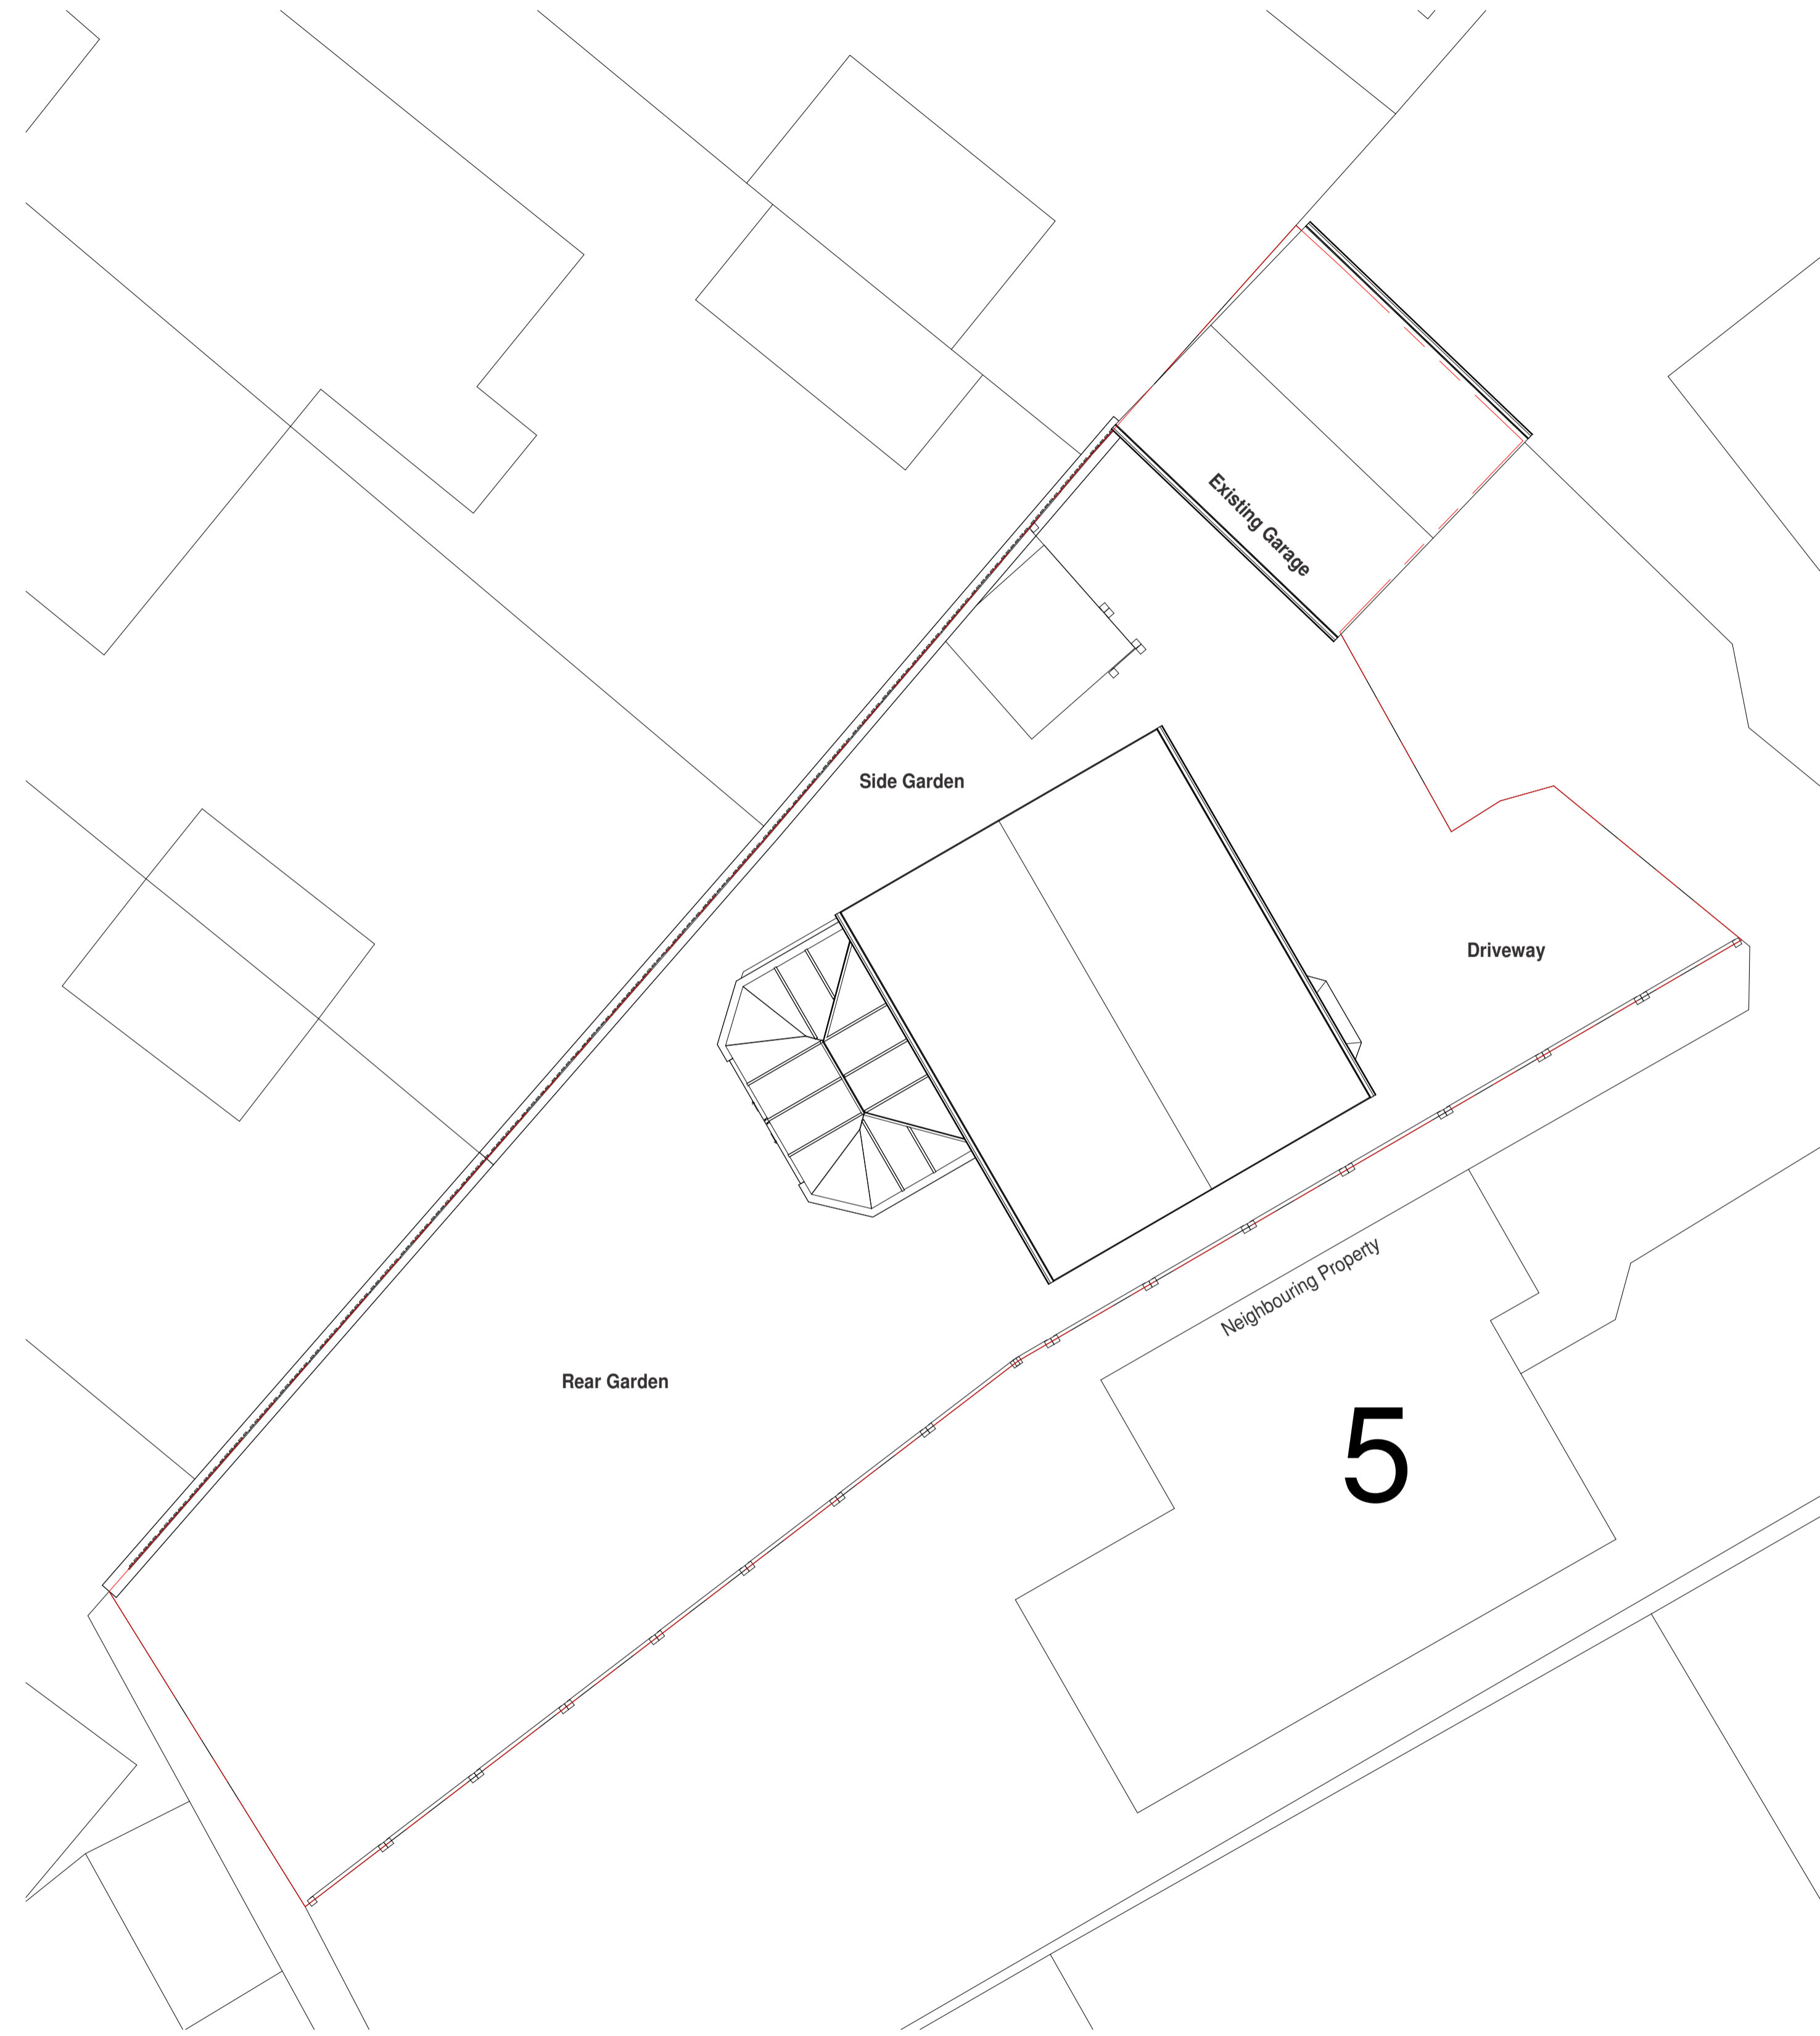 Existing Garage
Side Garden
Driveway
Neighbouring Property
Rear Garden
5